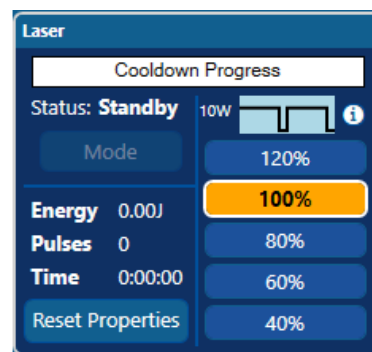 Laser
Cooldown Progress
Status: Standby
10W
i
Mode
120%
100%
80%
60%
40%
Energy 0.00J
Pulses 0
Time 0:00:00
Reset Properties